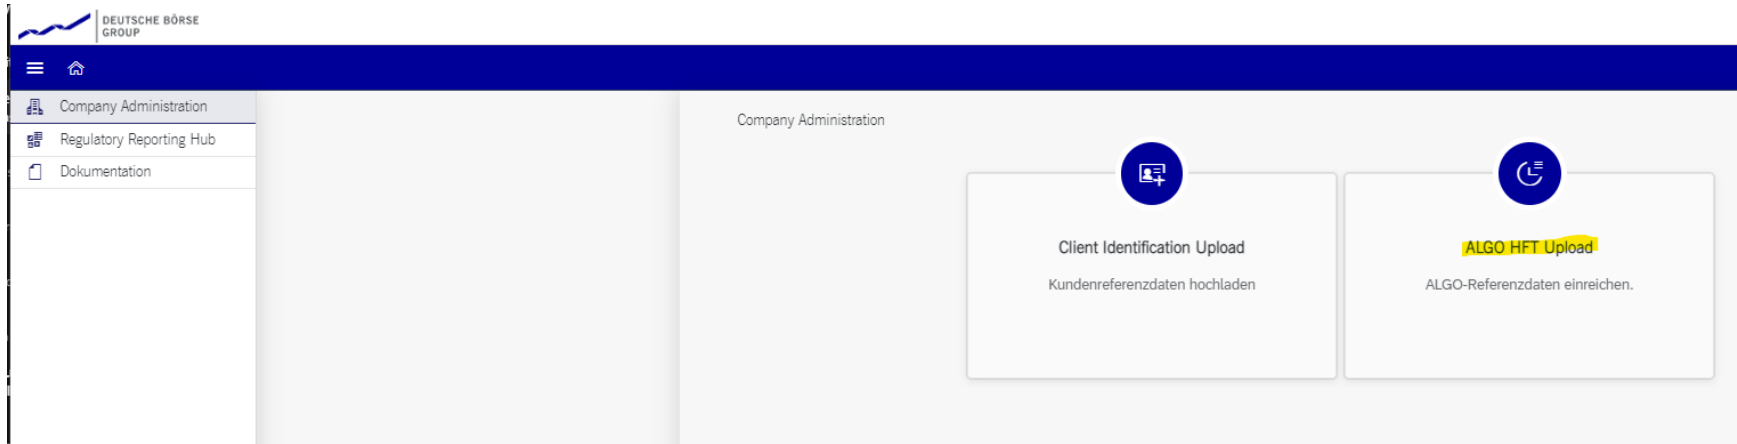 DEUTSCHE BÖRSE
GROUP
Company Administration
Regulatory Reporting Hub
Dokumentation
Company Administration
Client Identification Upload
Kundenreferenzdaten hochladen
ALGO HFT Upload
ALGO-Referenzdaten einreichen.